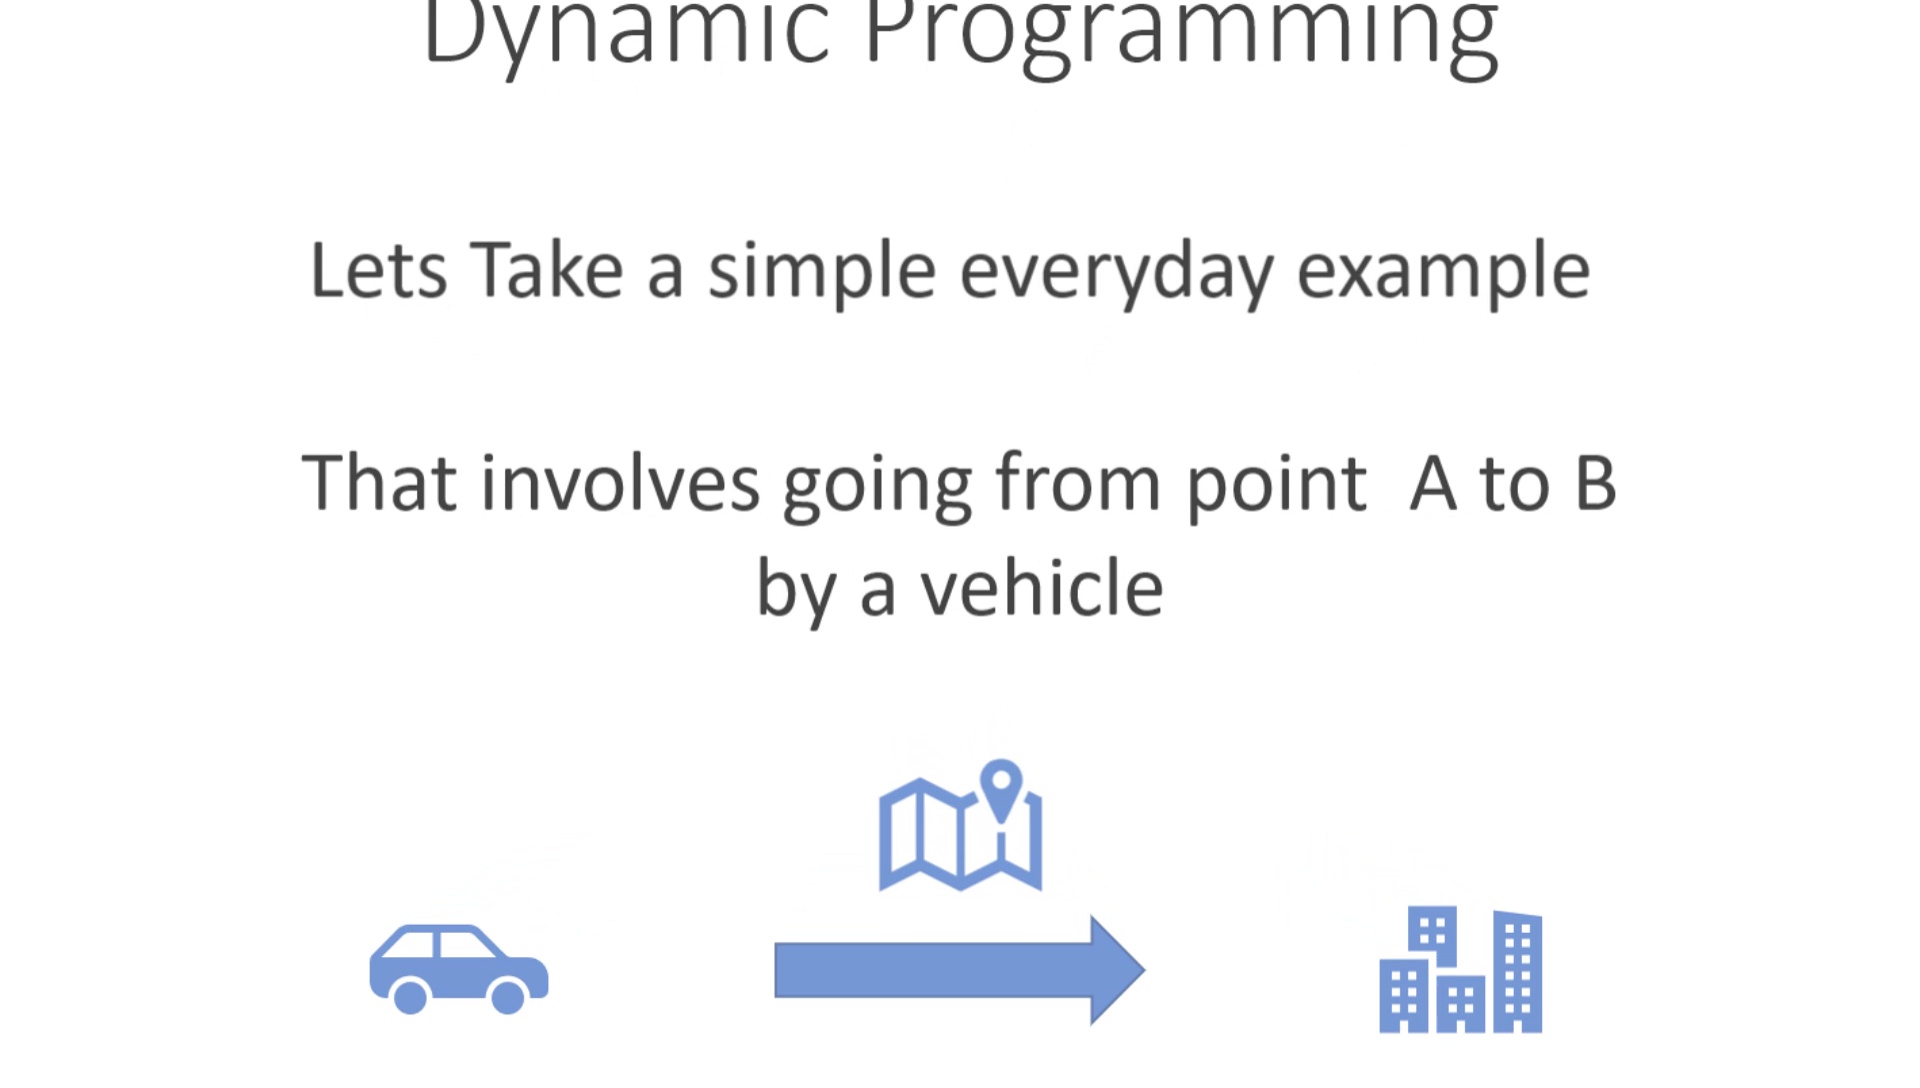 Dynamic Programming
Lets Take a simple everyday example
That involves going from point  A to B
by a vehicle